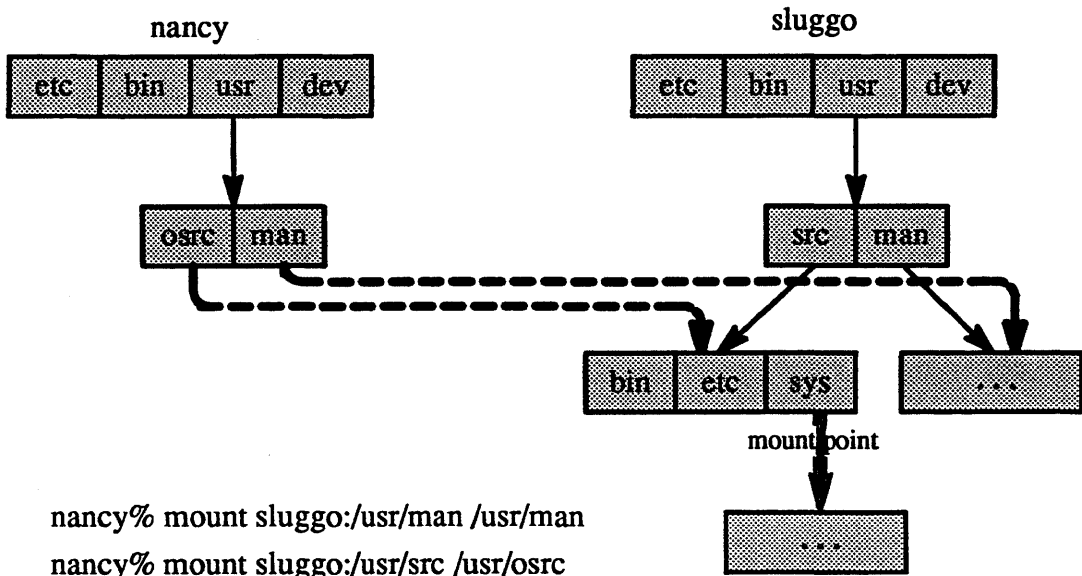 nancy
sluggo
etc bin usr dev
etc bin usr dev
osrc man
src man
bin etc sys
...
mount point
...
nancy% mount sluggo:/usr/man /usr/man
nancy% mount sluggo:/usr/src /usr/osrc